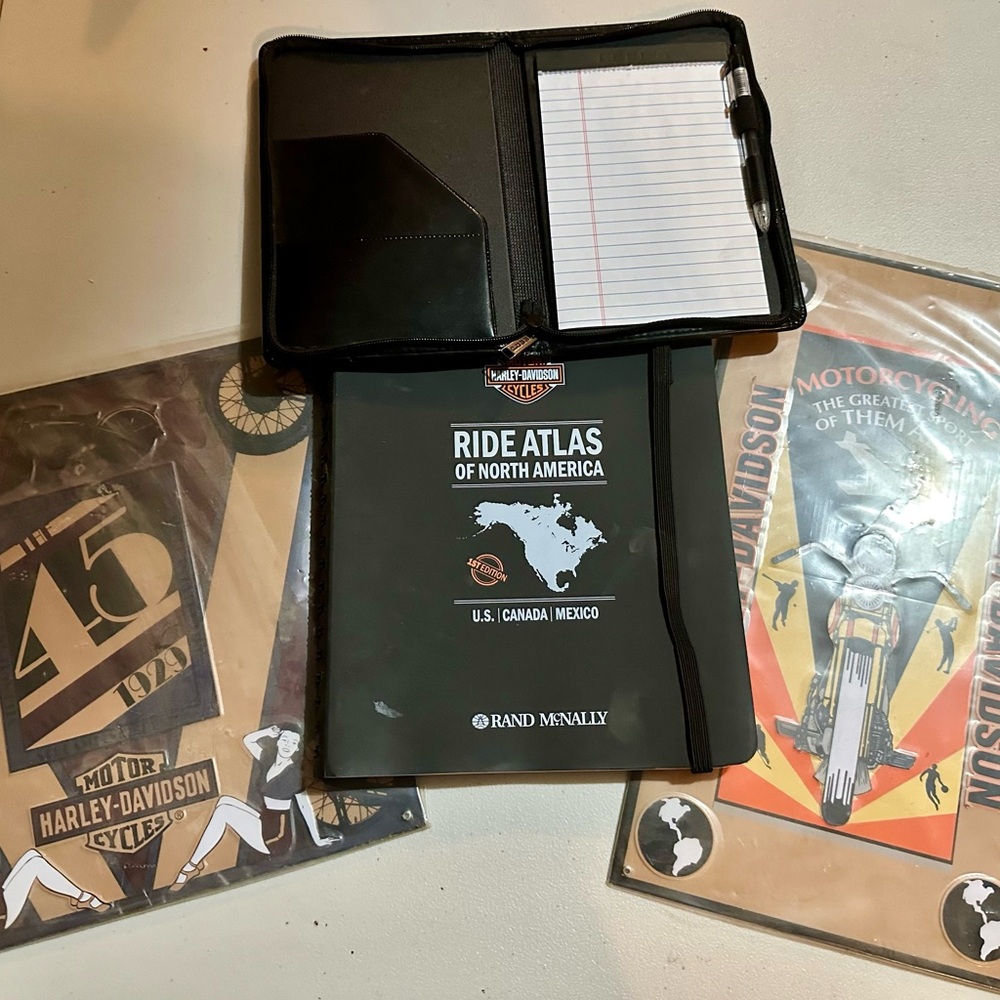 HARLEY-DAVIDSON
CYCLES
RIDE ATLAS
OF NORTH AMERICA
1ST EDITION
U.S. | CANADA | MEXICO
RAND MCNALLY
45
1929
MOTOR
HARLEY-DAVIDSON®
CYCLES
MOTORCYCLING
THE GREATEST SPORT
OF THEM
DAVIDSON